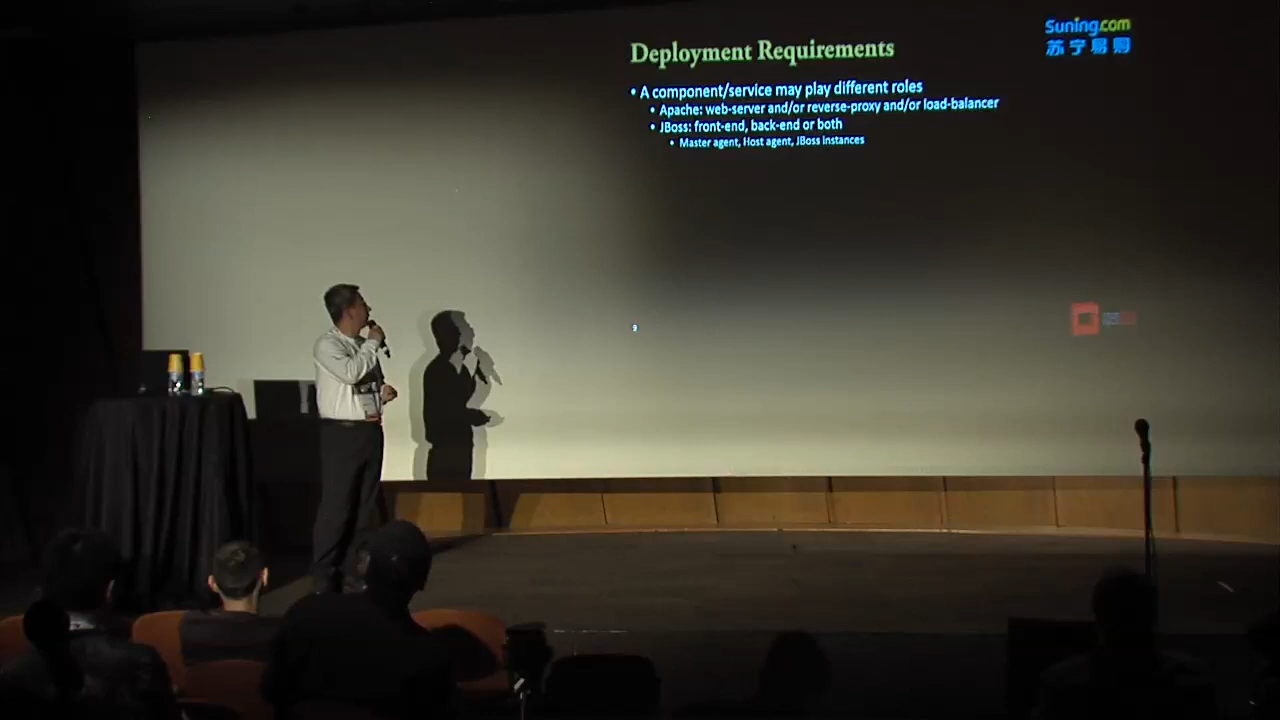 Suning.com
苏宁易购
Deployment Requirements
• A component/service may play different roles
• Apache: web-server and/or reverse-proxy and/or load-balancer
• JBoss: front-end, back-end or both
• Master agent, Host agent, JBoss instances
9